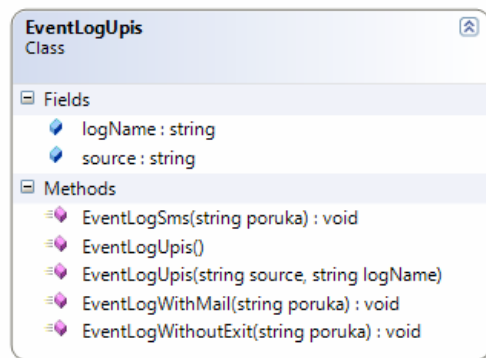 EventLogUpis
Class
Fields
logName : string
source : string
Methods
EventLogSms(string poruka) : void
EventLogUpis()
EventLogUpis(string source, string logName)
EventLogWithMail(string poruka) : void
EventLogWithoutExit(string poruka) : void